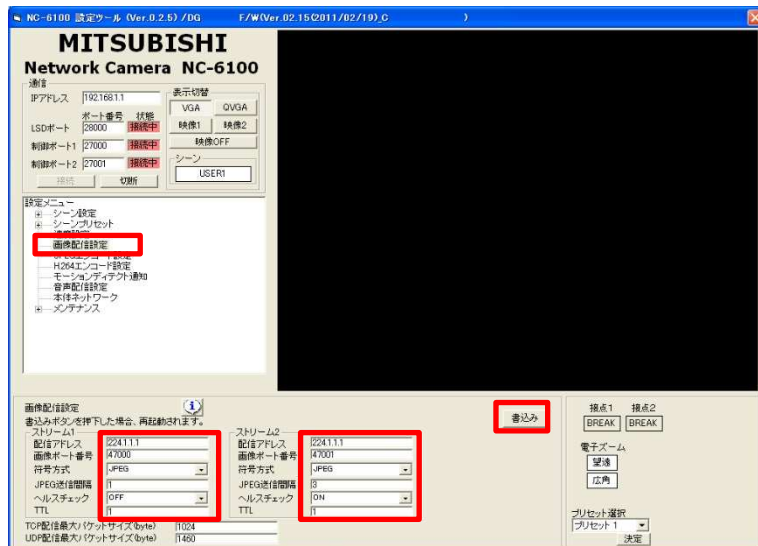 NC-6100 設定ツール (Ver.0.2.5) /DG F/W(Ver.02.15(2011/02/19)_C )
MITSUBISHI
Network Camera NC-6100
通信
IPアドレス 192.168.1.1
ポート番号 状態
LSDポート 28000 接続中
制御ポート1 27000 接続中
制御ポート2 27001 接続中
接続 切断
表示切替
VGA QVGA
映像1 映像2
映像OFF
シーン
USER1
設定メニュー
シーン設定
シーンプリセット
画像配信設定
JPEGエンコード設定
H264エンコード設定
モーションディテクト通知
音声配信設定
本体ネットワーク
メンテナンス
画像配信設定
書込みボタンを押下した場合、再起動されます。
書込み
ストリーム1
配信アドレス 224.1.1.1
画像ポート番号 47000
符号方式 JPEG
JPEG送信間隔 1
ヘルスチェック OFF
TTL 1
ストリーム2
配信アドレス 224.1.1.1
画像ポート番号 47001
符号方式 JPEG
JPEG送信間隔 3
ヘルスチェック ON
TTL 1
TCP配信最大パケットサイズ(byte) 1024
UDP配信最大パケットサイズ(byte) 1460
接点1 接点2
BREAK BREAK
電子ズーム
望遠
広角
プリセット選択
プリセット 1
決定